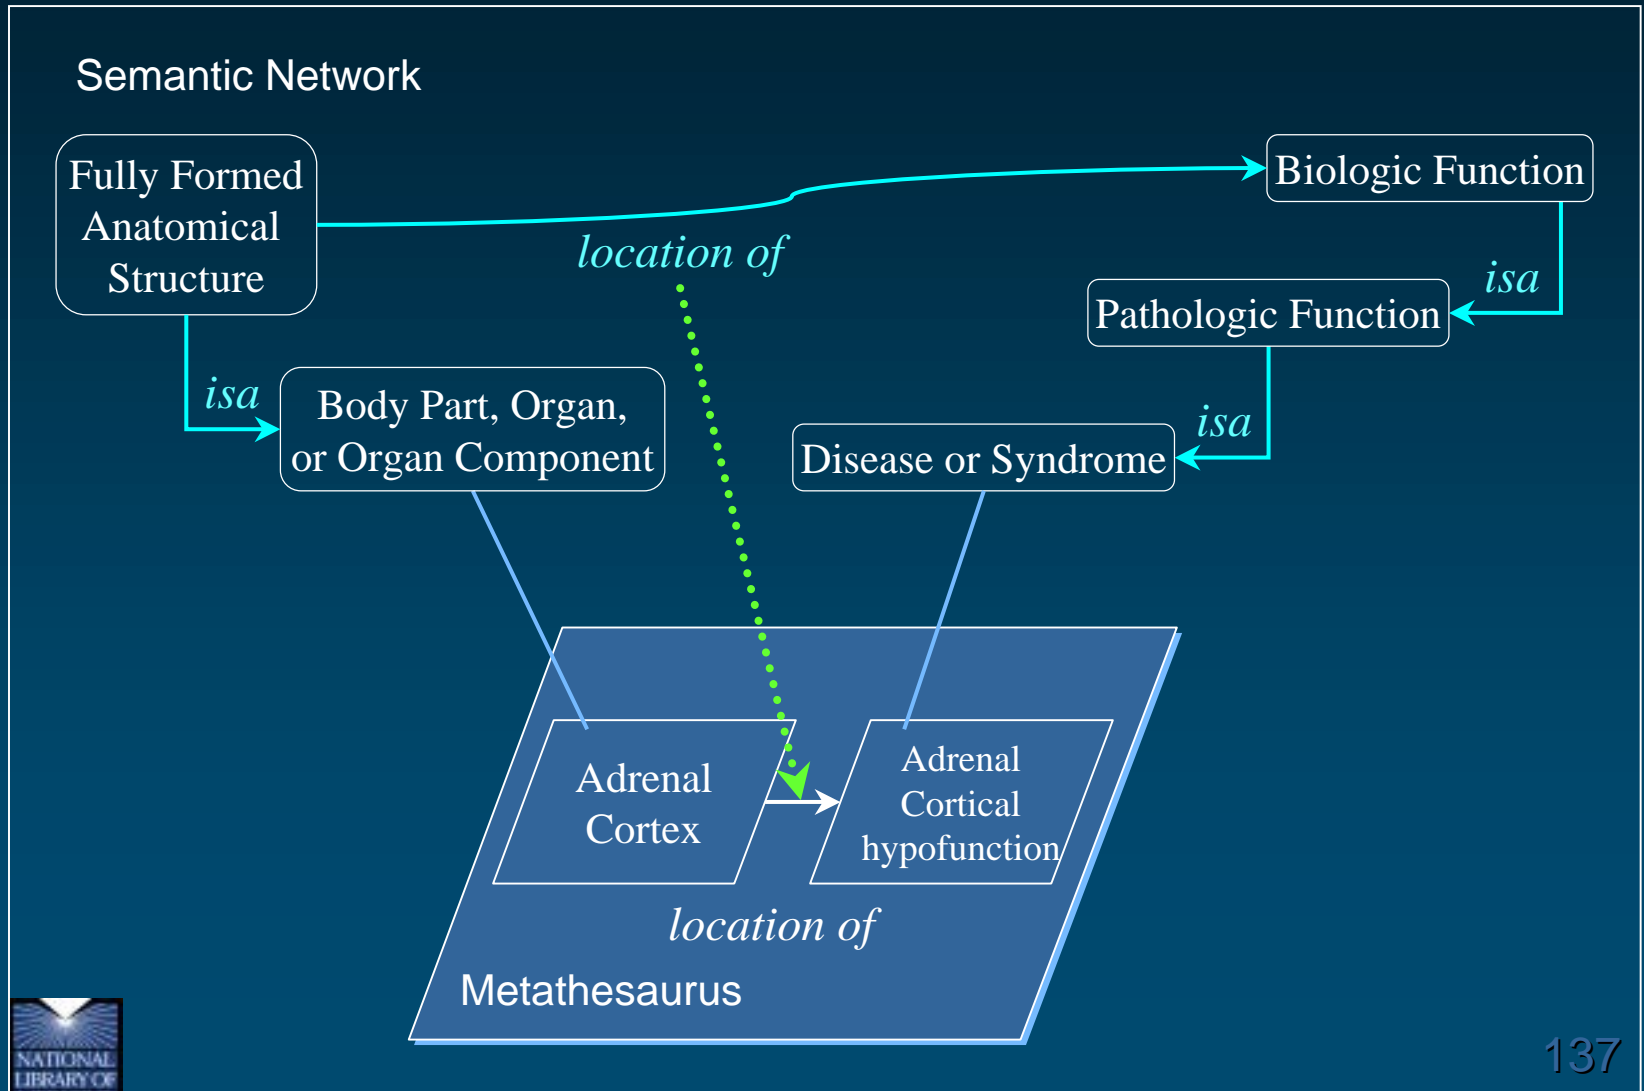 Semantic Network
Fully Formed
Anatomical
Structure
Biologic Function
location of
isa
Pathologic Function
isa
Body Part, Organ,
or Organ Component
isa
Disease or Syndrome
Adrenal
Cortex
Adrenal
Cortical
hypofunction
location of
Metathesaurus
NATIONAL
LIBRARY OF
137